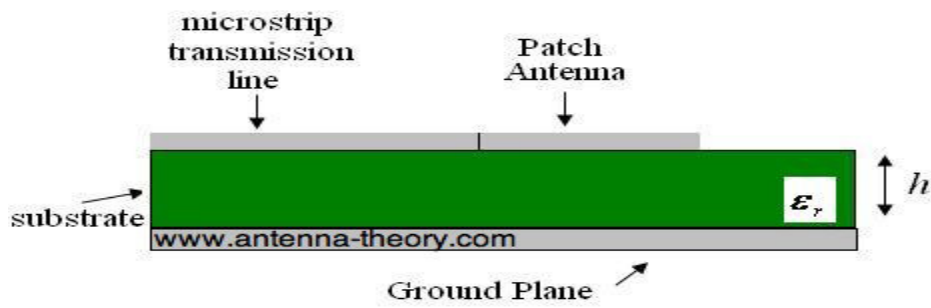 microstrip
transmission
line
Patch
Antenna
substrate
h
εᵣ
www.antenna-theory.com
Ground Plane